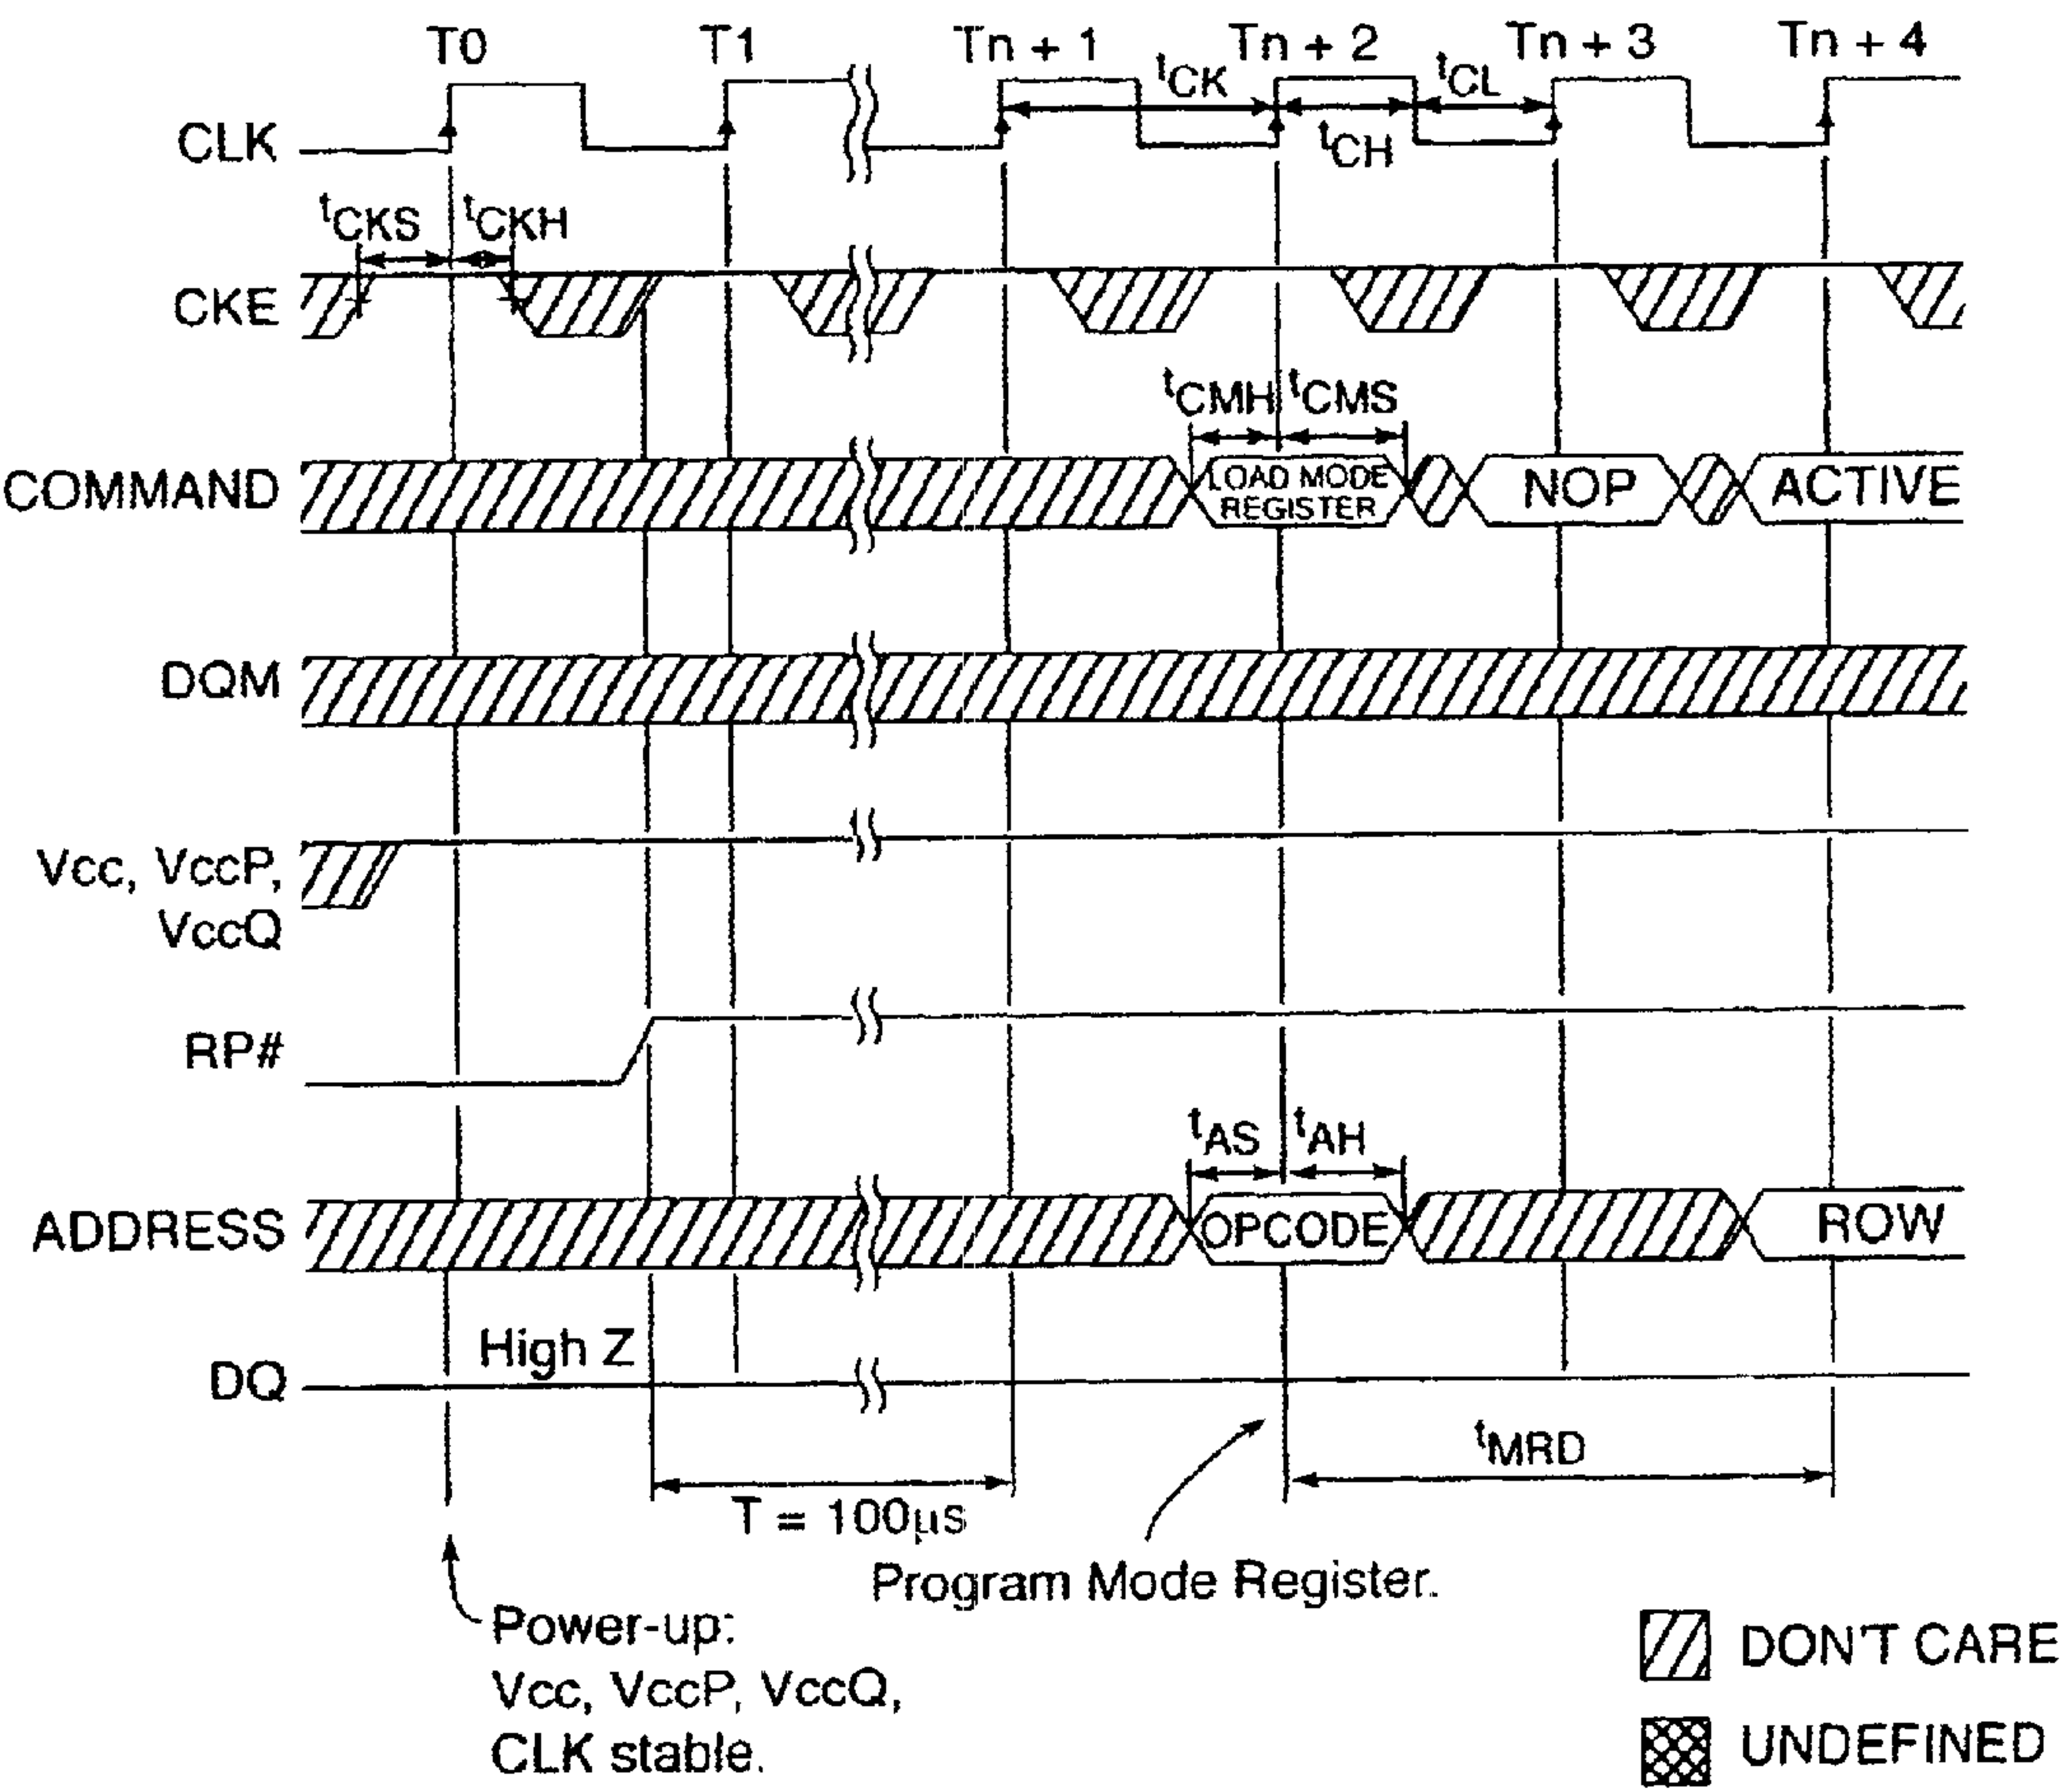 T0 T1 Tn + 1 Tn + 2 Tn + 3 Tn + 4
tCK tCL
CLK
tCH
tCKS tCKH
CKE
tCMH tCMS
COMMAND LOAD MODE REGISTER NOP ACTIVE
DQM
Vcc, VccP,
VccQ
RP#
tAS tAH
ADDRESS OPCODE ROW
High Z
DQ
tMRD
T = 100µs
Program Mode Register.
Power-up:
Vcc, VccP, VccQ,
CLK stable.
DON'T CARE
UNDEFINED